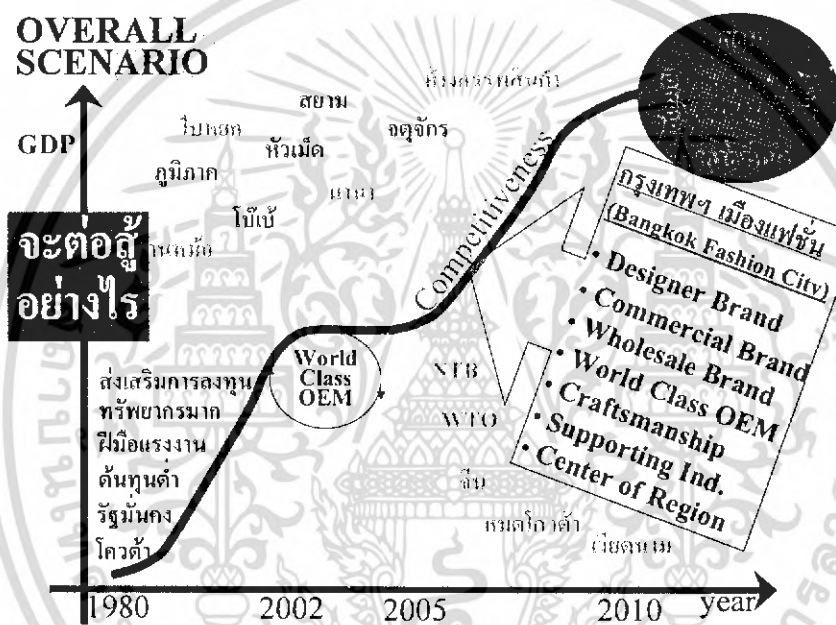 OVERALL
SCENARIO
GDP
สยาม
จตุจักร
หัวเม็ด
ใบหยก
ภูมิภาค
โบ๊เบ้
จะต่อสู้
อย่างไร
Competitiveness
กรุงเทพฯ เมืองแฟชั่น
(Bangkok Fashion City)
• Designer Brand
• Commercial Brand
• Wholesale Brand
• World Class OEM
• Craftsmanship
• Supporting Ind.
• Center of Region
World
Class
OEM
ส่งเสริมการลงทุน
ทรัพยากรมาก
ฝีมือแรงงาน
ต้นทุนต่ำ
รัฐมั่นคง
โควต้า
NTB
WTO
จีน
หมดโควต้า
เวียดนาม
1980
2002
2005
2010
year